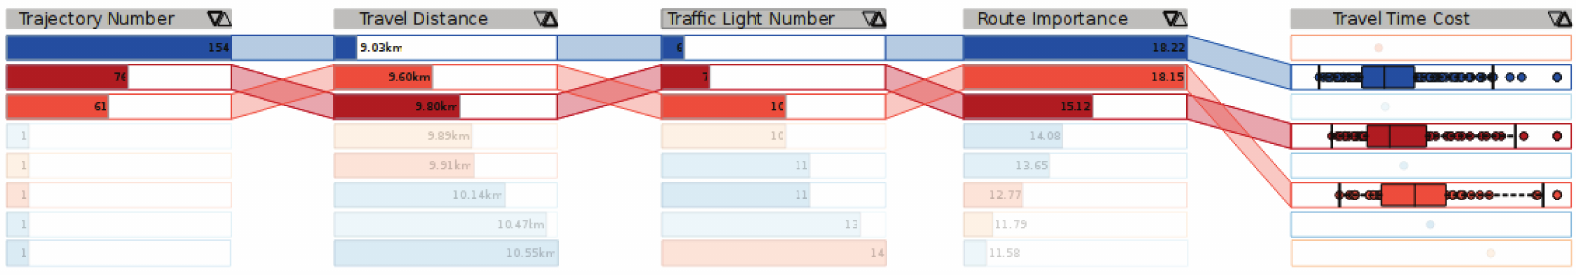 Trajectory Number Travel Distance Traffic Light Number Route Importance Travel Time Cost
154 9.03km 6 18.22
76 9.60km 7 18.15
61 9.80km 10 15.12
1 9.89km 10 14.08
1 9.91km 11 13.65
1 10.14km 11 12.77
1 10.47lm 13 11.79
1 10.55km 14 11.58